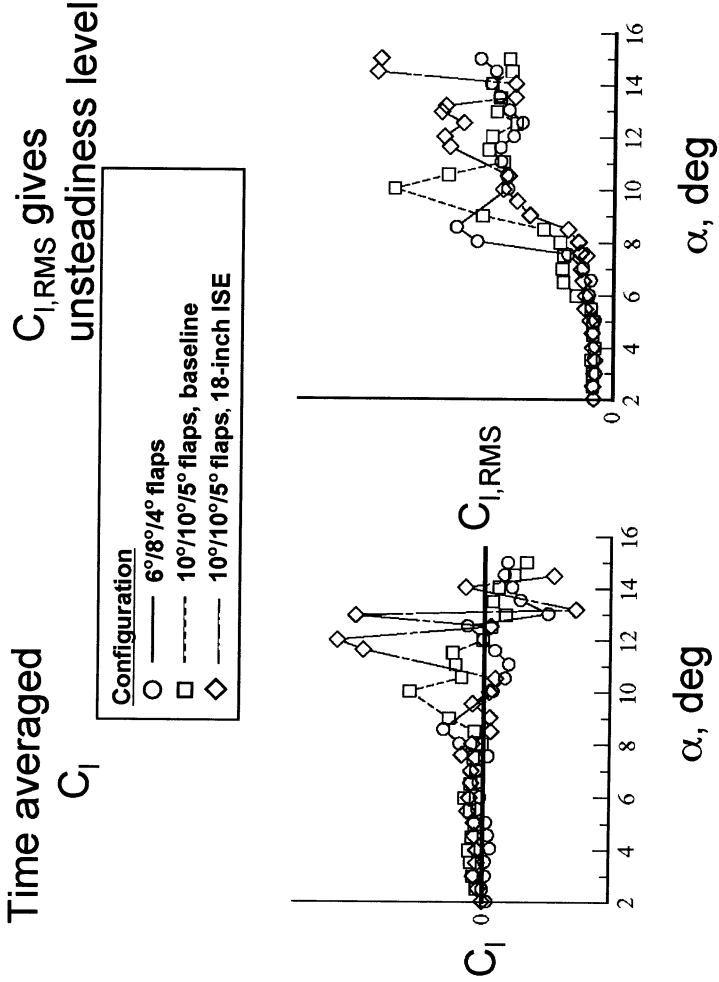 Time averaged
Cl
Cl,RMS gives
unsteadiness level
Configuration
6°/8°/4° flaps
10°/10°/5° flaps, baseline
10°/10°/5° flaps, 18-inch ISE
Cl
0
2 4 6 8 10 12 14 16
α, deg
Cl,RMS
0
2 4 6 8 10 12 14 16
α, deg